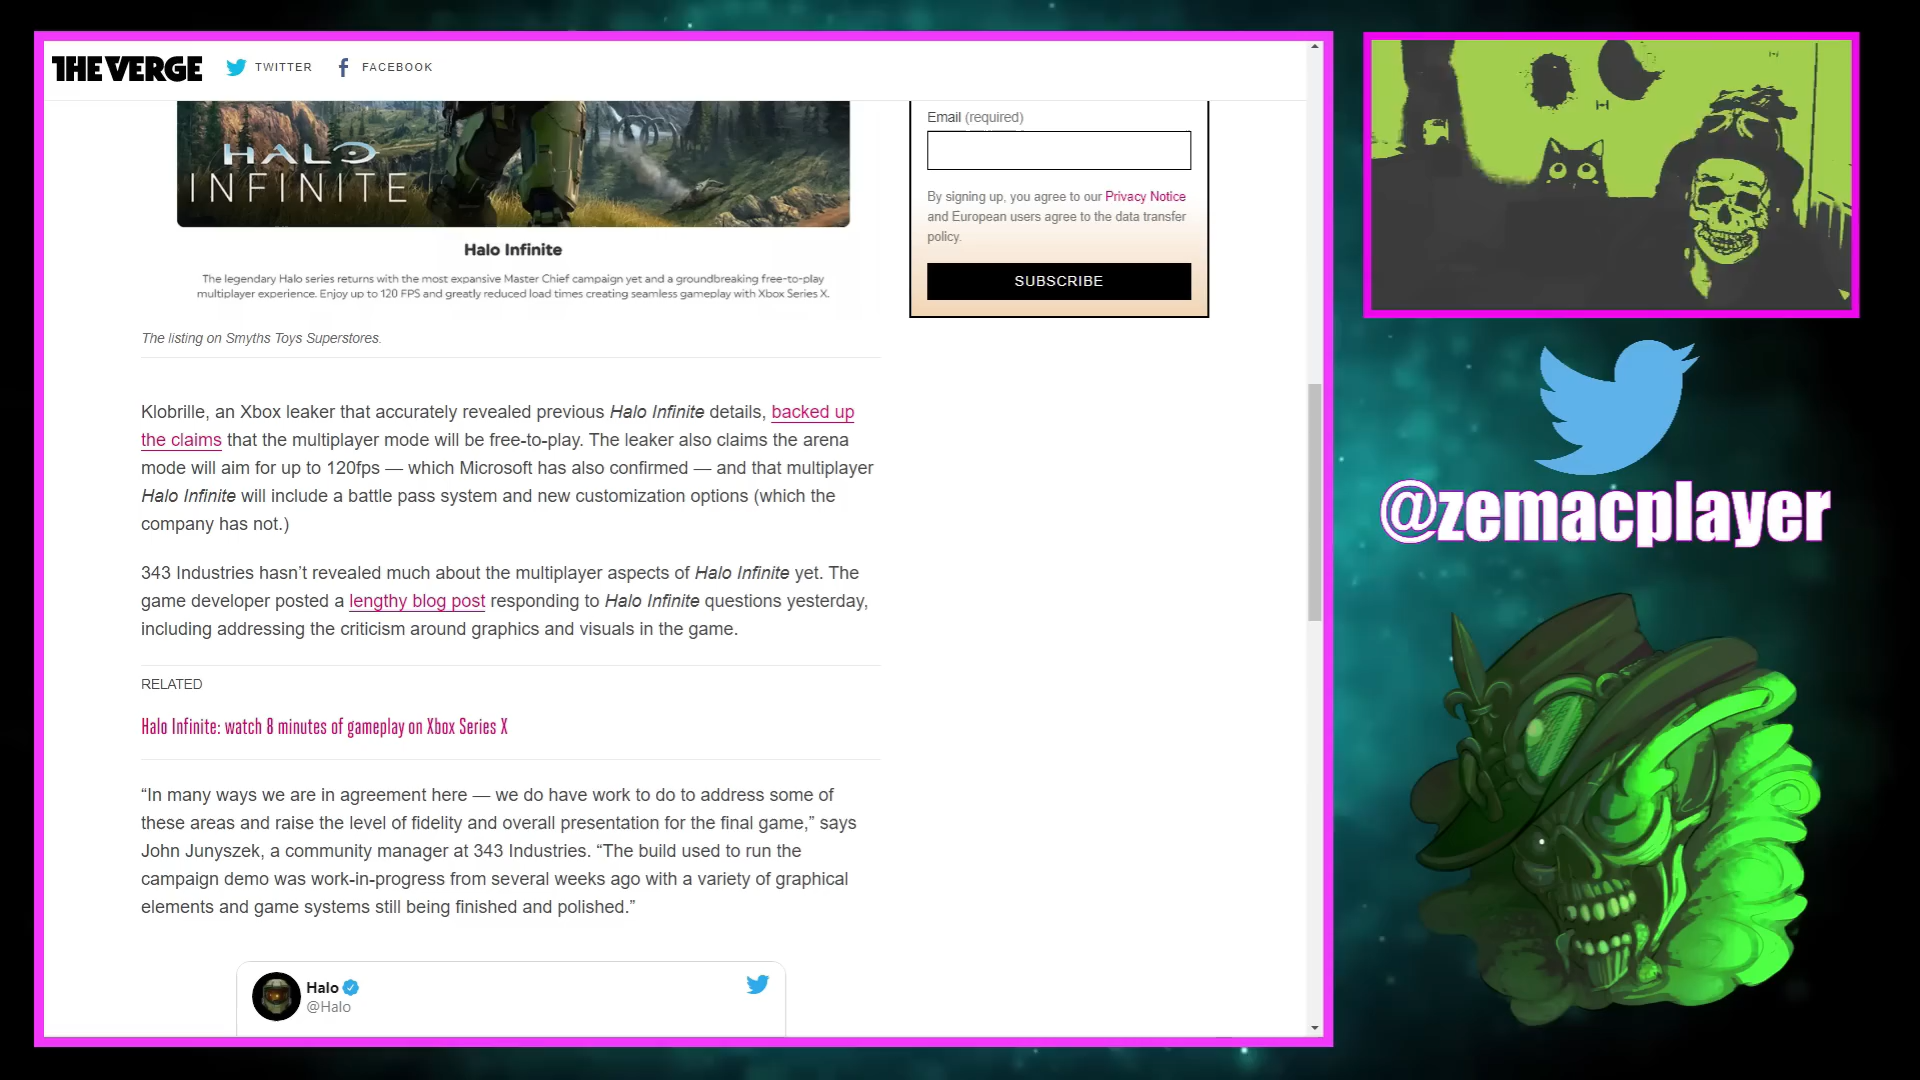 THE VERGE
TWITTER
FACEBOOK
HALO
INFINITE
Halo Infinite
The legendary Halo series returns with the most expansive Master Chief campaign yet and a groundbreaking free-to-play
multiplayer experience. Enjoy up to 120 FPS and greatly reduced load times creating seamless gameplay with Xbox Series X.
The listing on Smyths Toys Superstores.
Klobrille, an Xbox leaker that accurately revealed previous Halo Infinite details, backed up
the claims that the multiplayer mode will be free-to-play. The leaker also claims the arena
mode will aim for up to 120fps — which Microsoft has also confirmed — and that multiplayer
Halo Infinite will include a battle pass system and new customization options (which the
company has not.)
343 Industries hasn’t revealed much about the multiplayer aspects of Halo Infinite yet. The
game developer posted a lengthy blog post responding to Halo Infinite questions yesterday,
including addressing the criticism around graphics and visuals in the game.
RELATED
Halo Infinite: watch 8 minutes of gameplay on Xbox Series X
“In many ways we are in agreement here — we do have work to do to address some of
these areas and raise the level of fidelity and overall presentation for the final game,” says
John Junyszek, a community manager at 343 Industries. “The build used to run the
campaign demo was work-in-progress from several weeks ago with a variety of graphical
elements and game systems still being finished and polished.”
Halo
@Halo
Email (required)
By signing up, you agree to our Privacy Notice
and European users agree to the data transfer
policy.
SUBSCRIBE
@zemacplayer